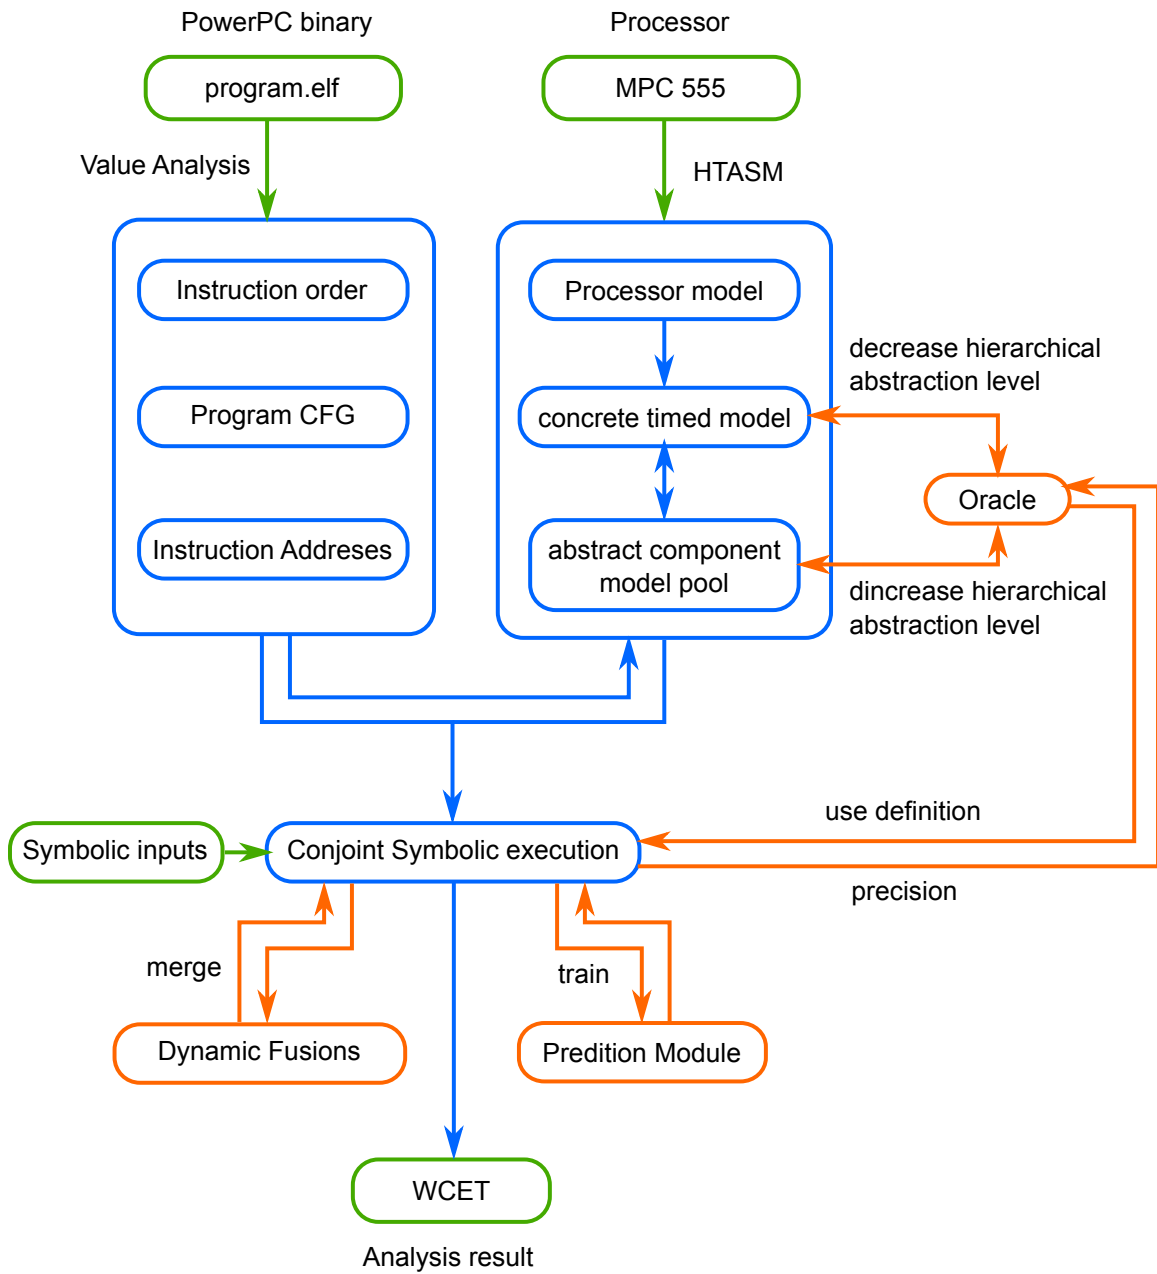 PowerPC binary
Processor
program.elf
MPC 555
Value Analysis
HTASM
Instruction order
Processor model
decrease hierarchical
abstraction level
Program CFG
concrete timed model
Oracle
Instruction Addreses
abstract component
model pool
dincrease hierarchical
abstraction level
use definition
Symbolic inputs
Conjoint Symbolic execution
precision
merge
train
Dynamic Fusions
Predition Module
WCET
Analysis result